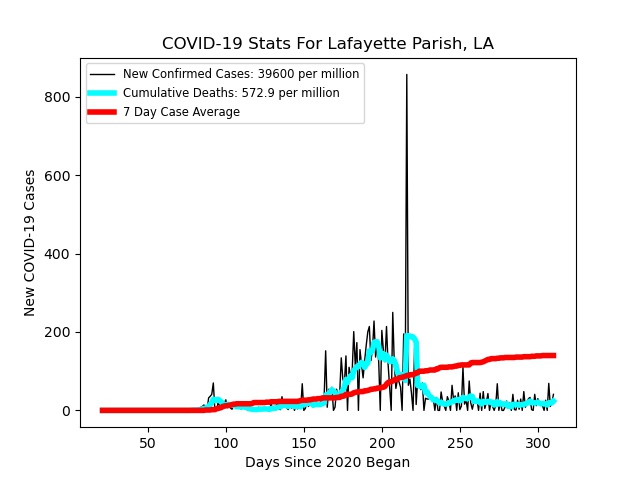 COVID-19 Stats For Lafayette Parish, LA
New Confirmed Cases: 39600 per million
Cumulative Deaths: 572.9 per million
7 Day Case Average
800
600
400
200
0
New COVID-19 Cases
50 100 150 200 250 300
Days Since 2020 Began